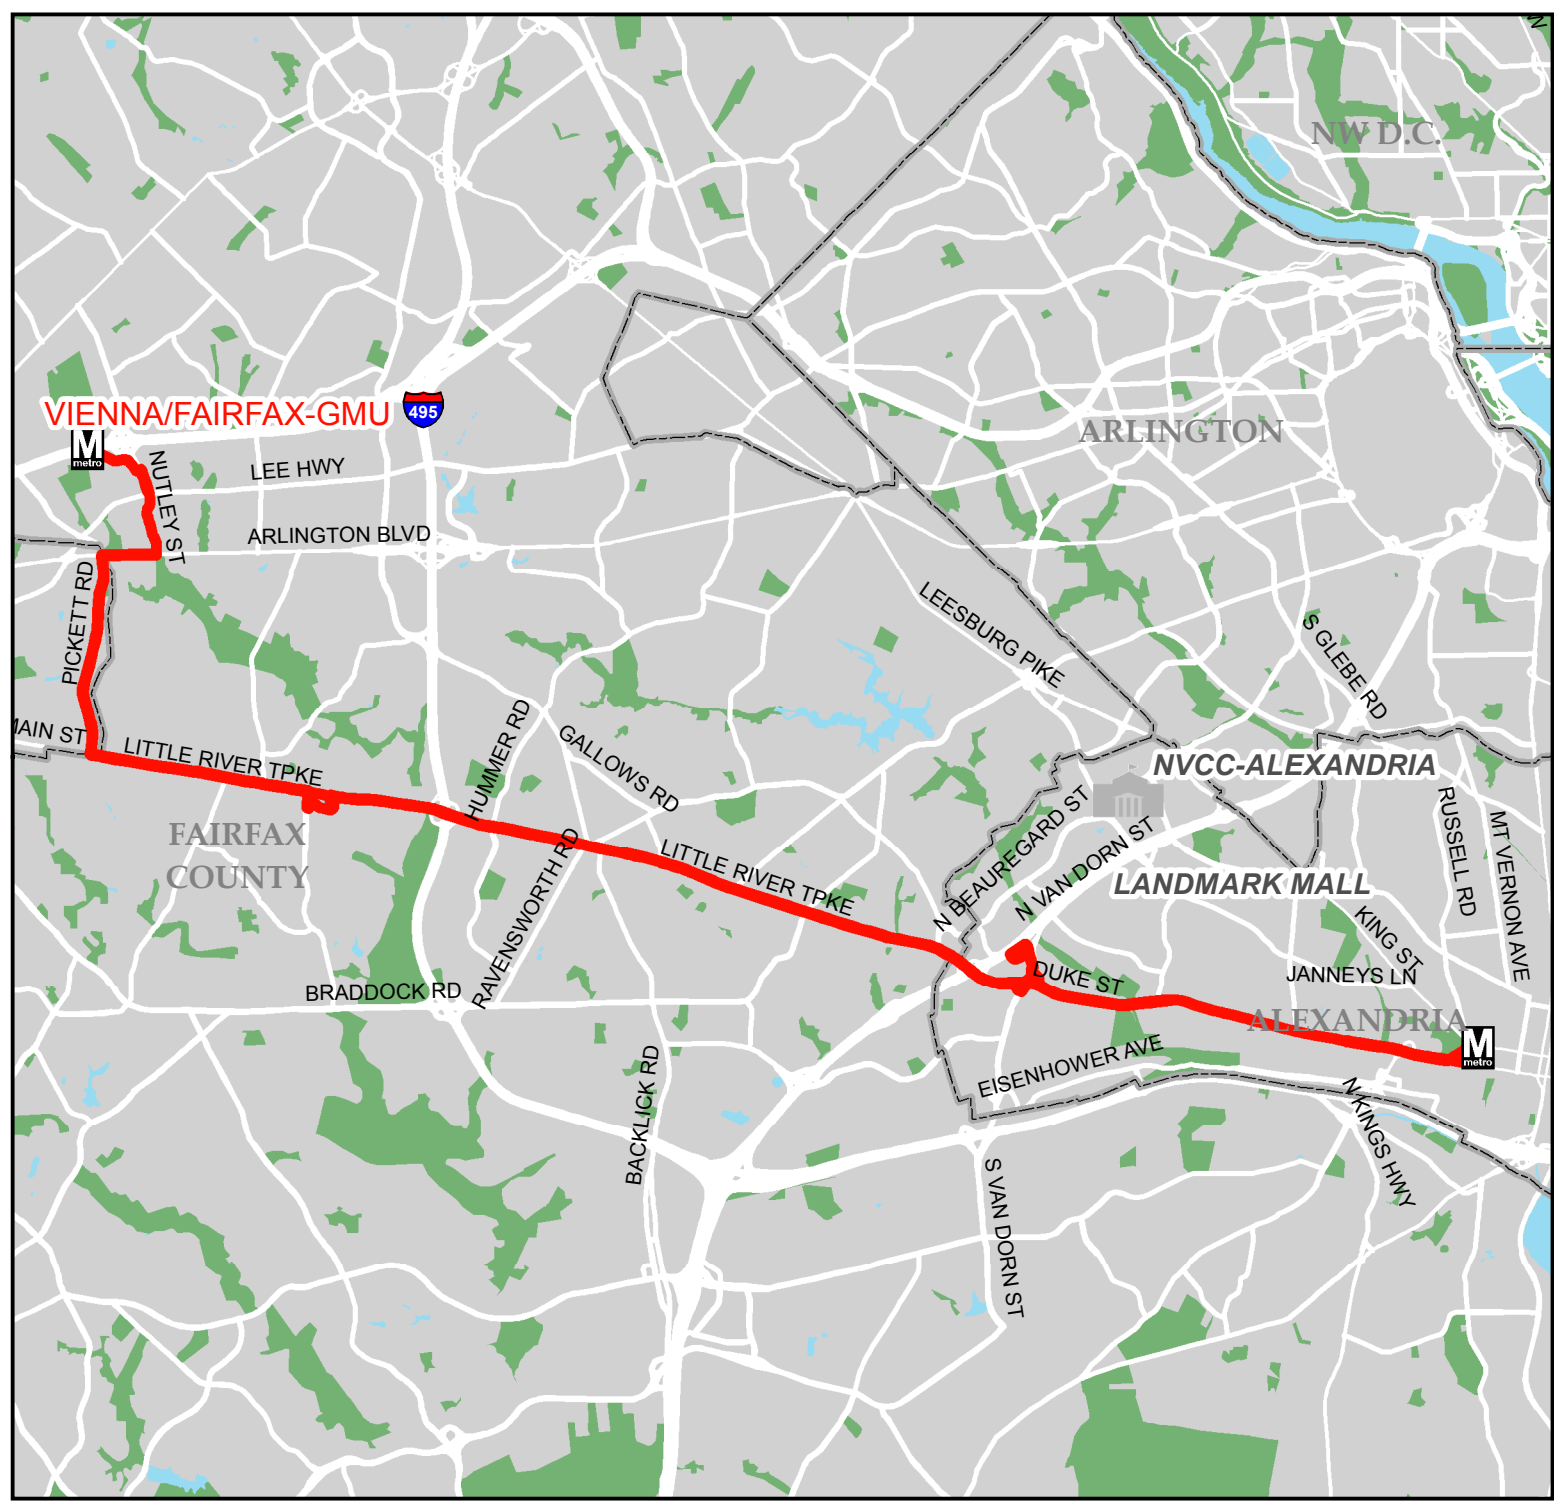 W
NW D.C.
VIENNA/FAIRFAX-GMU
495
ARLINGTON
M
metro
NUTLEY ST
LEE HWY
ARLINGTON BLVD
PICKETT RD
LEESBURG PIKE
S GLEBE RD
MAIN ST
LITTLE RIVER TPKE
HUMMER RD
GALLOWS RD
NVCC-ALEXANDRIA
FAIRFAX
COUNTY
RAVENSWORTH RD
LITTLE RIVER TPKE
N BEAUREGARD ST
N VAN DORN ST
LANDMARK MALL
RUSSELL RD
MT VERNON AVE
KING ST
JANNEYS LN
DUKE ST
BRADDOCK RD
ALEXANDRIA
M
metro
EISENHOWER AVE
BACKLICK RD
N KINGS HWY
S VAN DORN ST